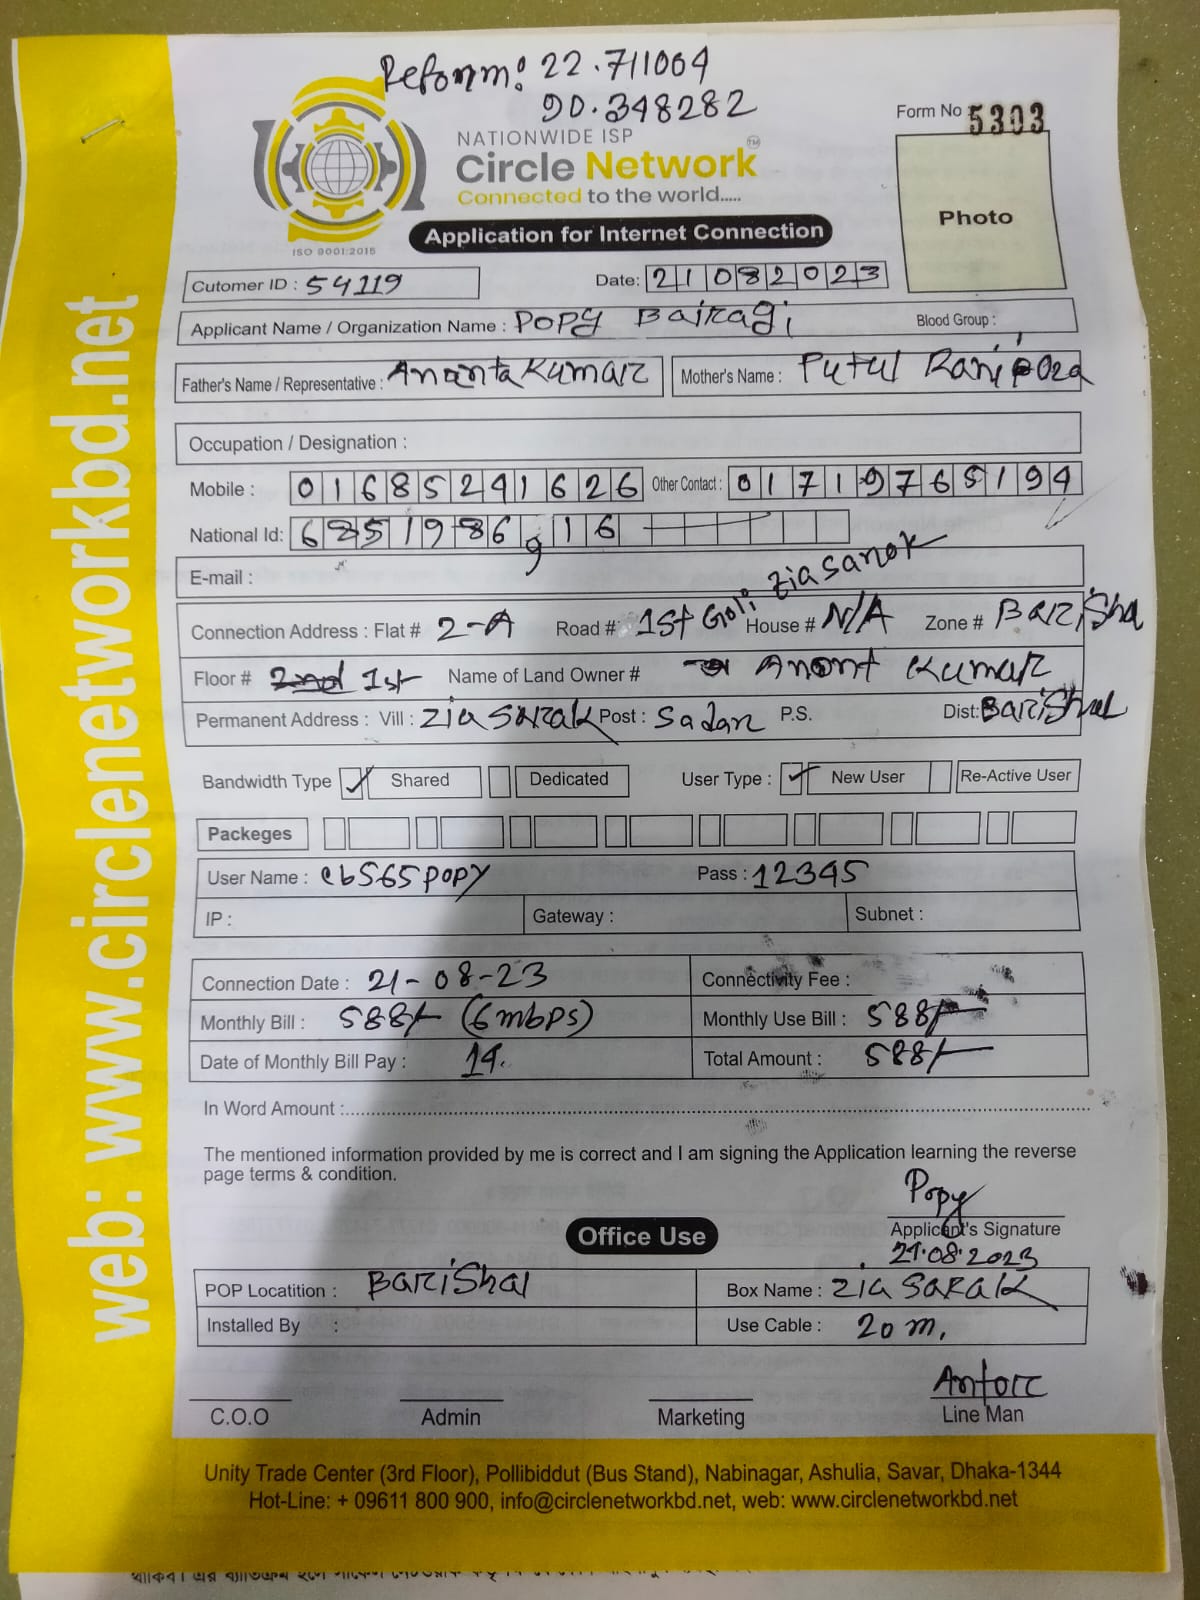 Reform: 22.711064
90.348282
NATIONWIDE ISP
Circle Network TM
Connected to the world.....
ISO 9001:2015
Form No 5303
Photo
Application for Internet Connection
Cutomer ID : 54119 Date: 21082023
Applicant Name / Organization Name : Popy Bairagi Blood Group :
Father's Name / Representative : Ananta Kumar Mother's Name : Putul Rani
Occupation / Designation :
Mobile : 01685291626 Other Contact : 01719765194
National Id: 6851986916
E-mail :
Connection Address : Flat # 2-A Road # 1st Goli Zia Sarok House # N/A Zone # Barisha
Floor # 1st Name of Land Owner # Anont Kumar
Permanent Address : Vill : Zia Sarak Post : Sadar P.S. Dist: Barishal
Bandwidth Type Shared Dedicated User Type : New User Re-Active User
Packeges
User Name : cb565popy Pass : 12345
IP : Gateway : Subnet :
Connection Date : 21-08-23 Connectivity Fee :
Monthly Bill : 588/- (6mbps) Monthly Use Bill : 588/-
Date of Monthly Bill Pay : 14. Total Amount : 588/-
In Word Amount :
The mentioned information provided by me is correct and I am signing the Application learning the reverse
page terms & condition.
Popy
Applicant's Signature
21.08.2023
Office Use
POP Locatition : Barishal Box Name : Zia Sarak
Installed By : Use Cable : 20 m.
Antor
C.O.O Admin Marketing Line Man
Unity Trade Center (3rd Floor), Pollibiddut (Bus Stand), Nabinagar, Ashulia, Savar, Dhaka-1344
Hot-Line: + 09611 800 900, info@circlenetworkbd.net, web: www.circlenetworkbd.net
web: www.circlenetworkbd.net